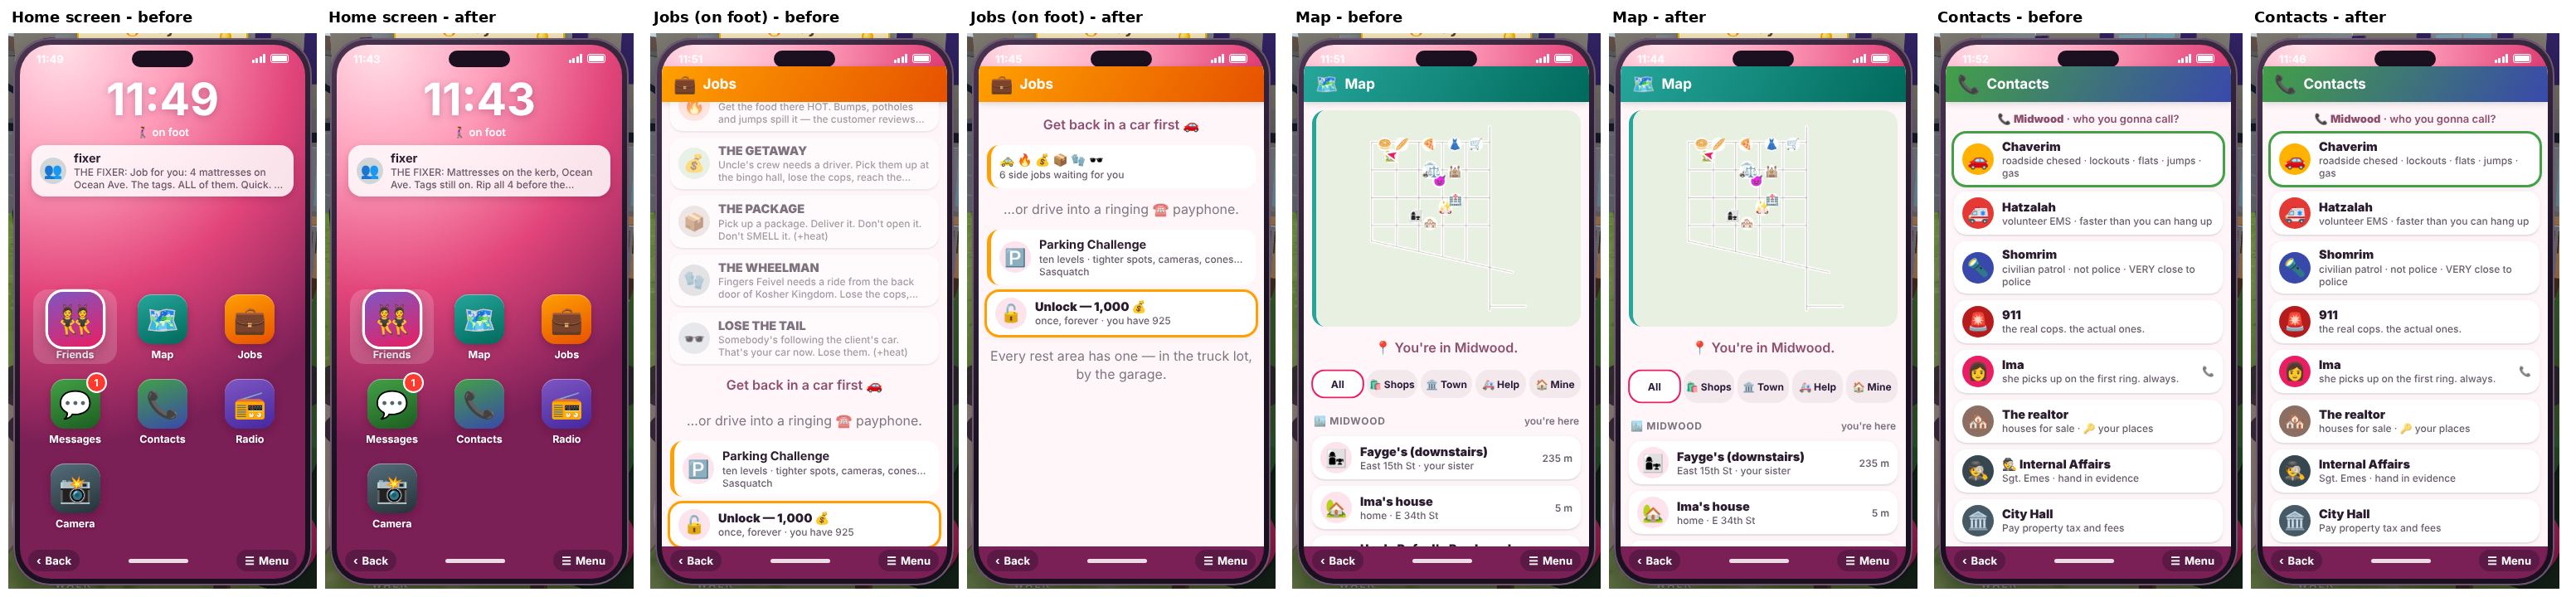 Home screen - before
11:49
11:49
on foot
fixer
THE FIXER: Job for you: 4 mattresses on
Ocean Ave. The tags. ALL of them. Quick. ...
Friends
Map
Jobs
1
Messages
Contacts
Radio
Camera
‹ Back
☰ Menu
Home screen - after
11:43
11:43
on foot
fixer
THE FIXER: Mattresses on the kerb, Ocean
Ave. Tags still on. Rip all 4 before the...
Friends
Map
Jobs
1
Messages
Contacts
Radio
Camera
‹ Back
☰ Menu
Jobs (on foot) - before
11:51
Jobs
Get the food there HOT. Bumps, potholes
and jumps spill it — the customer reviews...
THE GETAWAY
Uncle's crew needs a driver. Pick them up at
the bingo hall, lose the cops, reach the...
THE PACKAGE
Pick up a package. Deliver it. Don't open it.
Don't SMELL it. (+heat)
THE WHEELMAN
Fingers Feivel needs a ride from the back
door of Kosher Kingdom. Lose the cops,...
LOSE THE TAIL
Somebody's following the client's car.
That's your car now. Lose them. (+heat)
Get back in a car first
...or drive into a ringing payphone.
Parking Challenge
ten levels · tighter spots, cameras, cones...
Sasquatch
Unlock — 1,000
once, forever · you have 925
‹ Back
☰ Menu
Jobs (on foot) - after
11:45
Jobs
Get back in a car first
6 side jobs waiting for you
...or drive into a ringing payphone.
Parking Challenge
ten levels · tighter spots, cameras, cones...
Sasquatch
Unlock — 1,000
once, forever · you have 925
Every rest area has one — in the truck lot,
by the garage.
‹ Back
☰ Menu
Map - before
11:51
Map
You're in Midwood.
All
Shops
Town
Help
Mine
MIDWOOD
you're here
Fayge's (downstairs)
East 15th St · your sister
235 m
Ima's house
home · E 34th St
5 m
‹ Back
☰ Menu
Map - after
11:44
Map
You're in Midwood.
All
Shops
Town
Help
Mine
MIDWOOD
you're here
Fayge's (downstairs)
East 15th St · your sister
235 m
Ima's house
home · E 34th St
5 m
‹ Back
☰ Menu
Contacts - before
11:52
Contacts
Midwood · who you gonna call?
Chaverim
roadside chesed · lockouts · flats · jumps ·
gas
Hatzalah
volunteer EMS · faster than you can hang up
Shomrim
civilian patrol · not police · VERY close to
police
911
the real cops. the actual ones.
Ima
she picks up on the first ring. always.
The realtor
houses for sale · your places
Internal Affairs
Sgt. Emes · hand in evidence
City Hall
Pay property tax and fees
‹ Back
☰ Menu
Contacts - after
11:46
Contacts
Midwood · who you gonna call?
Chaverim
roadside chesed · lockouts · flats · jumps ·
gas
Hatzalah
volunteer EMS · faster than you can hang up
Shomrim
civilian patrol · not police · VERY close to
police
911
the real cops. the actual ones.
Ima
she picks up on the first ring. always.
The realtor
houses for sale · your places
Internal Affairs
Sgt. Emes · hand in evidence
City Hall
Pay property tax and fees
‹ Back
☰ Menu